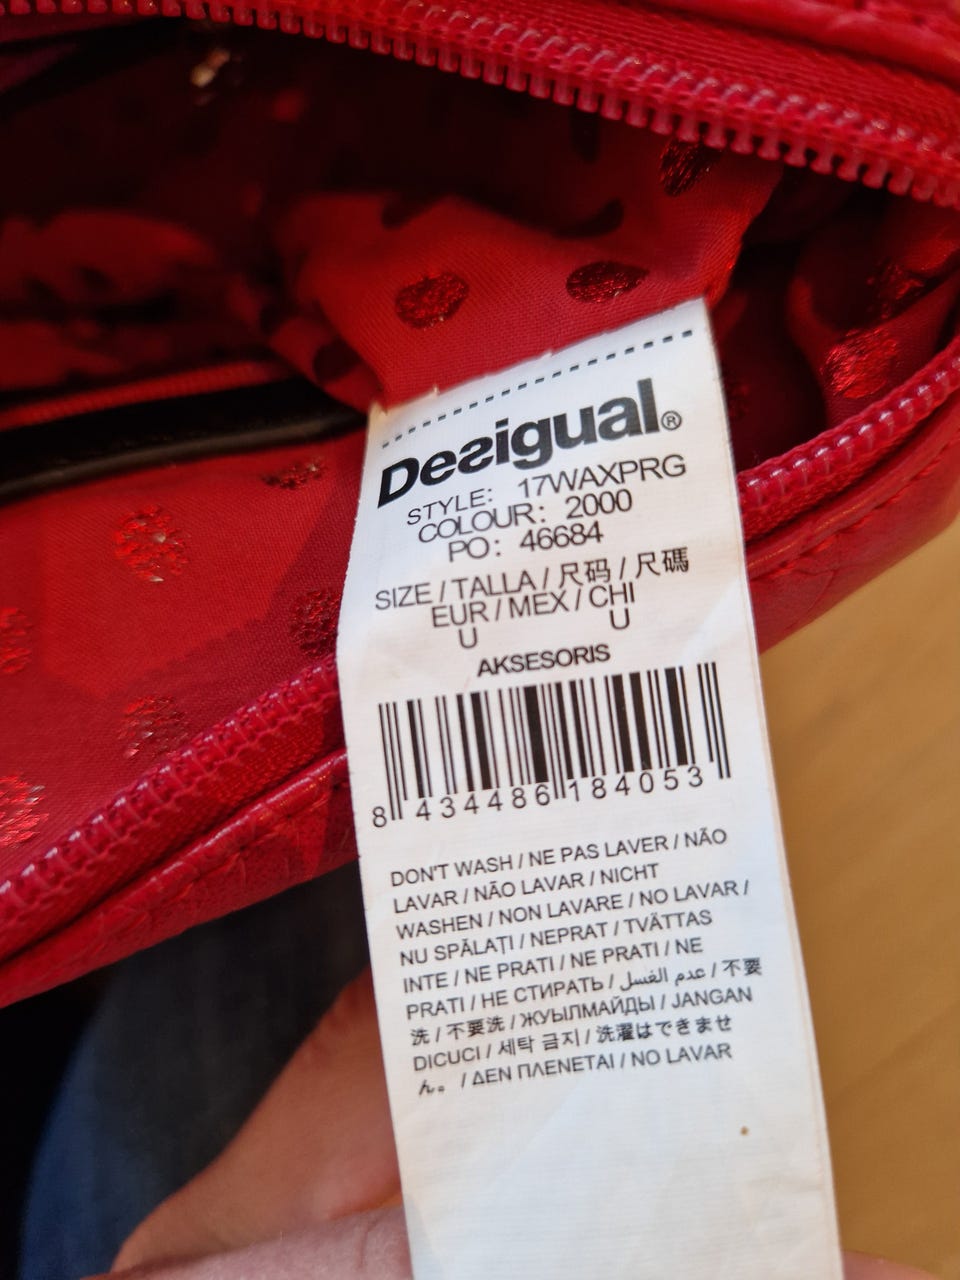 Desigual®
STYLE: 17WAXPRG
COLOUR: 2000
PO: 46684
SIZE / TALLA / 尺码 / 尺碼
EUR / MEX / CHI
U U
AKSESORIS
8 434486 184053
DON'T WASH / NE PAS LAVER / NÃO
LAVAR / NÃO LAVAR / NICHT
WASHEN / NON LAVARE / NO LAVAR /
NU SPĂLAȚI / NEPRAT / TVÄTTAS
INTE / NE PRATI / NE PRATI / NE
PRATI / НЕ СТИРАТЬ / عدم الغسل / 不要
洗 / 不要洗 / ЖУЫЛМАЙДЫ / JANGAN
DICUCI / 세탁 금지 / 洗濯はできませ
ん。 / ΔΕΝ ΠΛΕΝΕΤΑΙ / NO LAVAR